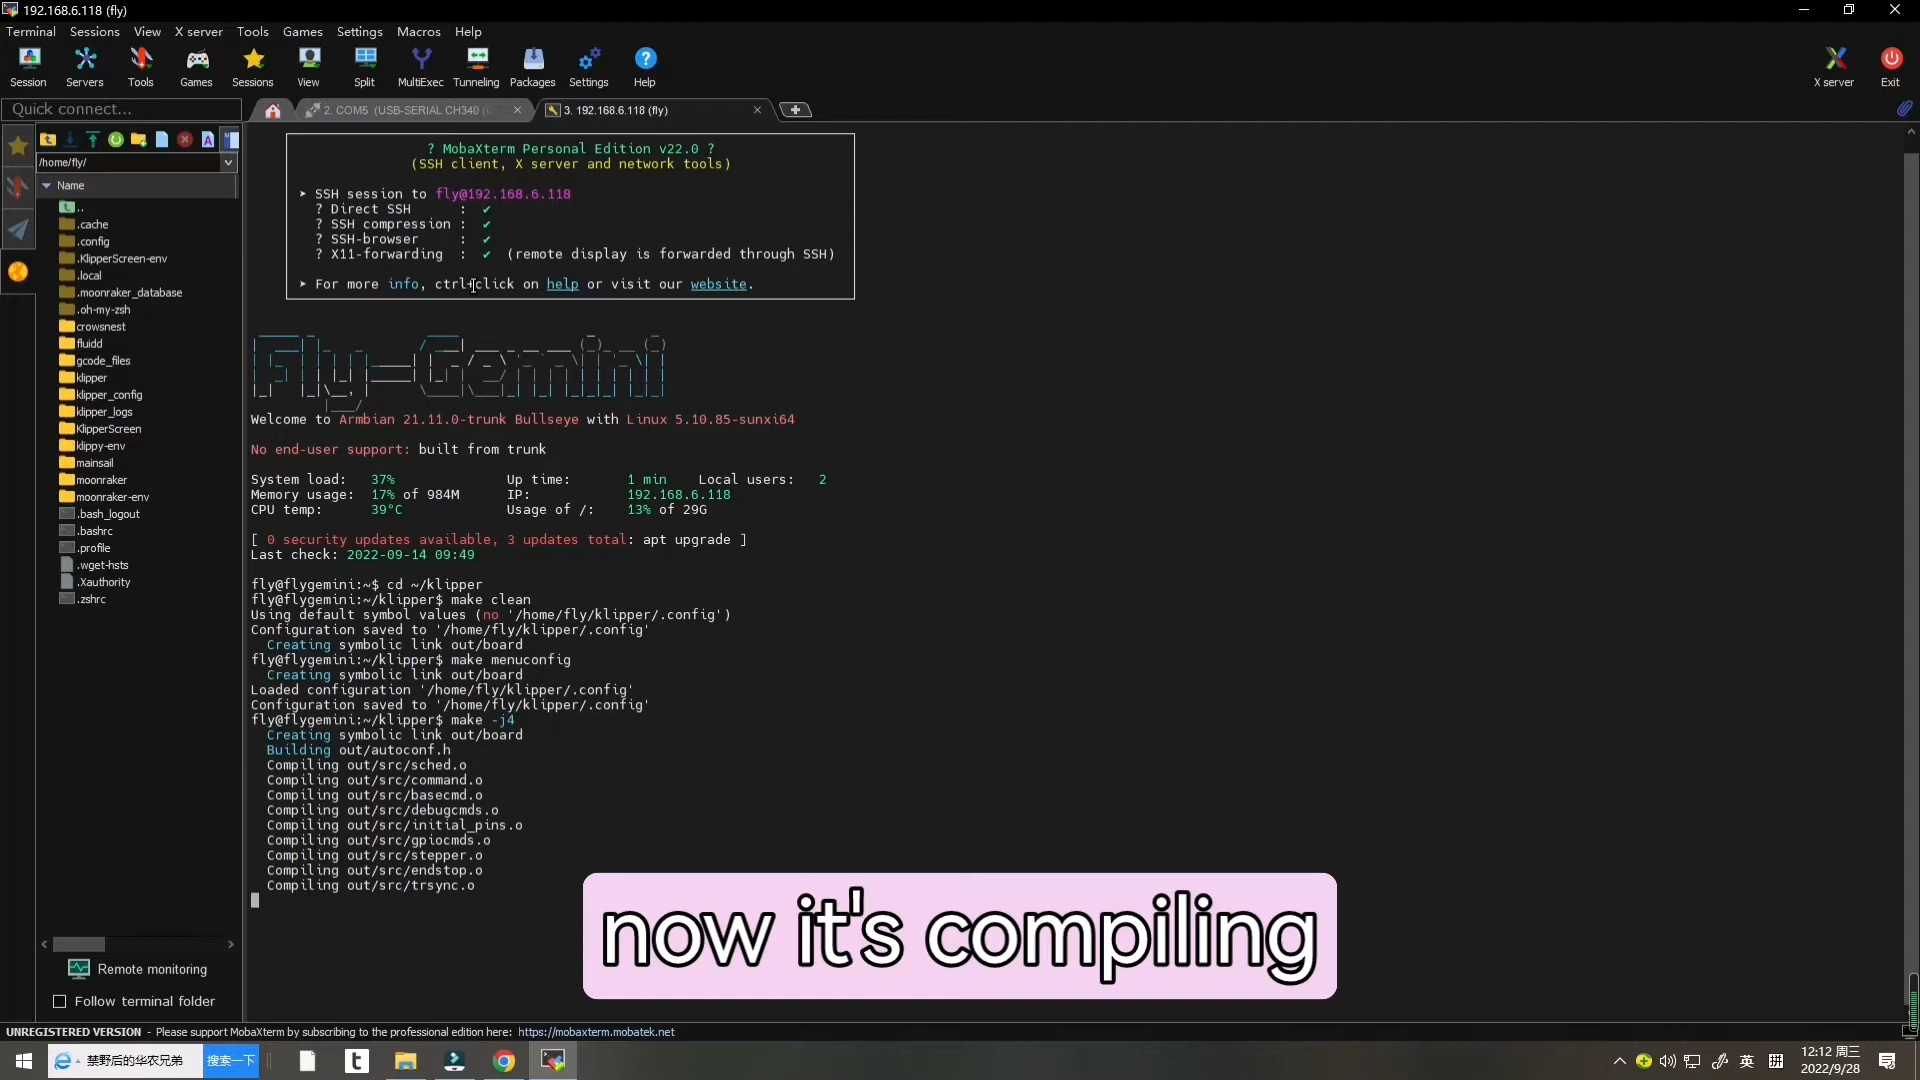 192.168.6.118 (fly)
Terminal Sessions View X server Tools Games Settings Macros Help
Session Servers Tools Games Sessions View Split MultiExec Tunneling Packages Settings Help X server Exit
Quick connect...
2. COM5 (USB-SERIAL CH340 (
3. 192.168.6.118 (fly)
/home/fly/
Name
..
.cache
.config
.KlipperScreen-env
.local
.moonraker_database
.oh-my-zsh
crowsnest
fluidd
gcode_files
klipper
klipper_config
klipper_logs
KlipperScreen
klippy-env
mainsail
moonraker
moonraker-env
.bash_logout
.bashrc
.profile
.wget-hsts
.Xauthority
.zshrc
Remote monitoring
Follow terminal folder
? MobaXterm Personal Edition v22.0 ?
(SSH client, X server and network tools)
➤ SSH session to fly@192.168.6.118
? Direct SSH : ✔
? SSH compression : ✔
? SSH-browser : ✔
? X11-forwarding : ✔ (remote display is forwarded through SSH)
➤ For more info, ctrl+click on help or visit our website.
Fly-Gemini
Welcome to Armbian 21.11.0-trunk Bullseye with Linux 5.10.85-sunxi64
No end-user support: built from trunk
System load: 37% Up time: 1 min Local users: 2
Memory usage: 17% of 984M IP: 192.168.6.118
CPU temp: 39°C Usage of /: 13% of 29G
[ 0 security updates available, 3 updates total: apt upgrade ]
Last check: 2022-09-14 09:49
fly@flygemini:~$ cd ~/klipper
fly@flygemini:~/klipper$ make clean
Using default symbol values (no '/home/fly/klipper/.config')
Configuration saved to '/home/fly/klipper/.config'
Creating symbolic link out/board
fly@flygemini:~/klipper$ make menuconfig
Creating symbolic link out/board
Loaded configuration '/home/fly/klipper/.config'
Configuration saved to '/home/fly/klipper/.config'
fly@flygemini:~/klipper$ make -j4
Creating symbolic link out/board
Building out/autoconf.h
Compiling out/src/sched.o
Compiling out/src/command.o
Compiling out/src/basecmd.o
Compiling out/src/debugcmds.o
Compiling out/src/initial_pins.o
Compiling out/src/gpiocmds.o
Compiling out/src/stepper.o
Compiling out/src/endstop.o
Compiling out/src/trsync.o
now it's compiling
UNREGISTERED VERSION - Please support MobaXterm by subscribing to the professional edition here: https://mobaxterm.mobatek.net
禁野后的华农兄弟 搜索一下
英
12:12 周三
2022/9/28